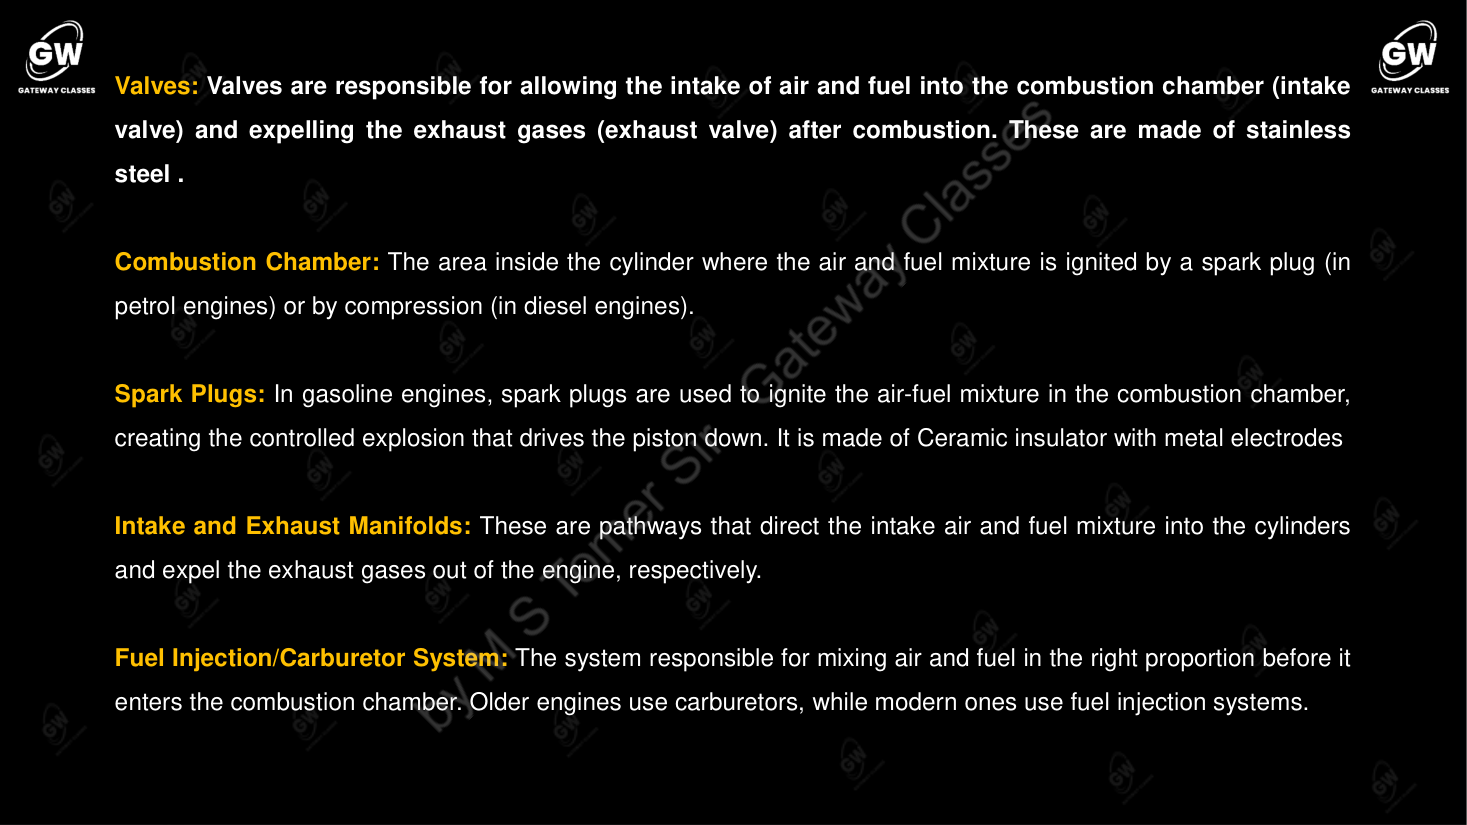 GW
GATEWAY CLASSES
GW
GATEWAY CLASSES
Valves: Valves are responsible for allowing the intake of air and fuel into the combustion chamber (intake
valve) and expelling the exhaust gases (exhaust valve) after combustion. These are made of stainless
steel .
Combustion Chamber: The area inside the cylinder where the air and fuel mixture is ignited by a spark plug (in
petrol engines) or by compression (in diesel engines).
Spark Plugs: In gasoline engines, spark plugs are used to ignite the air-fuel mixture in the combustion chamber,
creating the controlled explosion that drives the piston down. It is made of Ceramic insulator with metal electrodes
Intake and Exhaust Manifolds: These are pathways that direct the intake air and fuel mixture into the cylinders
and expel the exhaust gases out of the engine, respectively.
Fuel Injection/Carburetor System: The system responsible for mixing air and fuel in the right proportion before it
enters the combustion chamber. Older engines use carburetors, while modern ones use fuel injection systems.
by M S Tomer Sir Gateway Classes